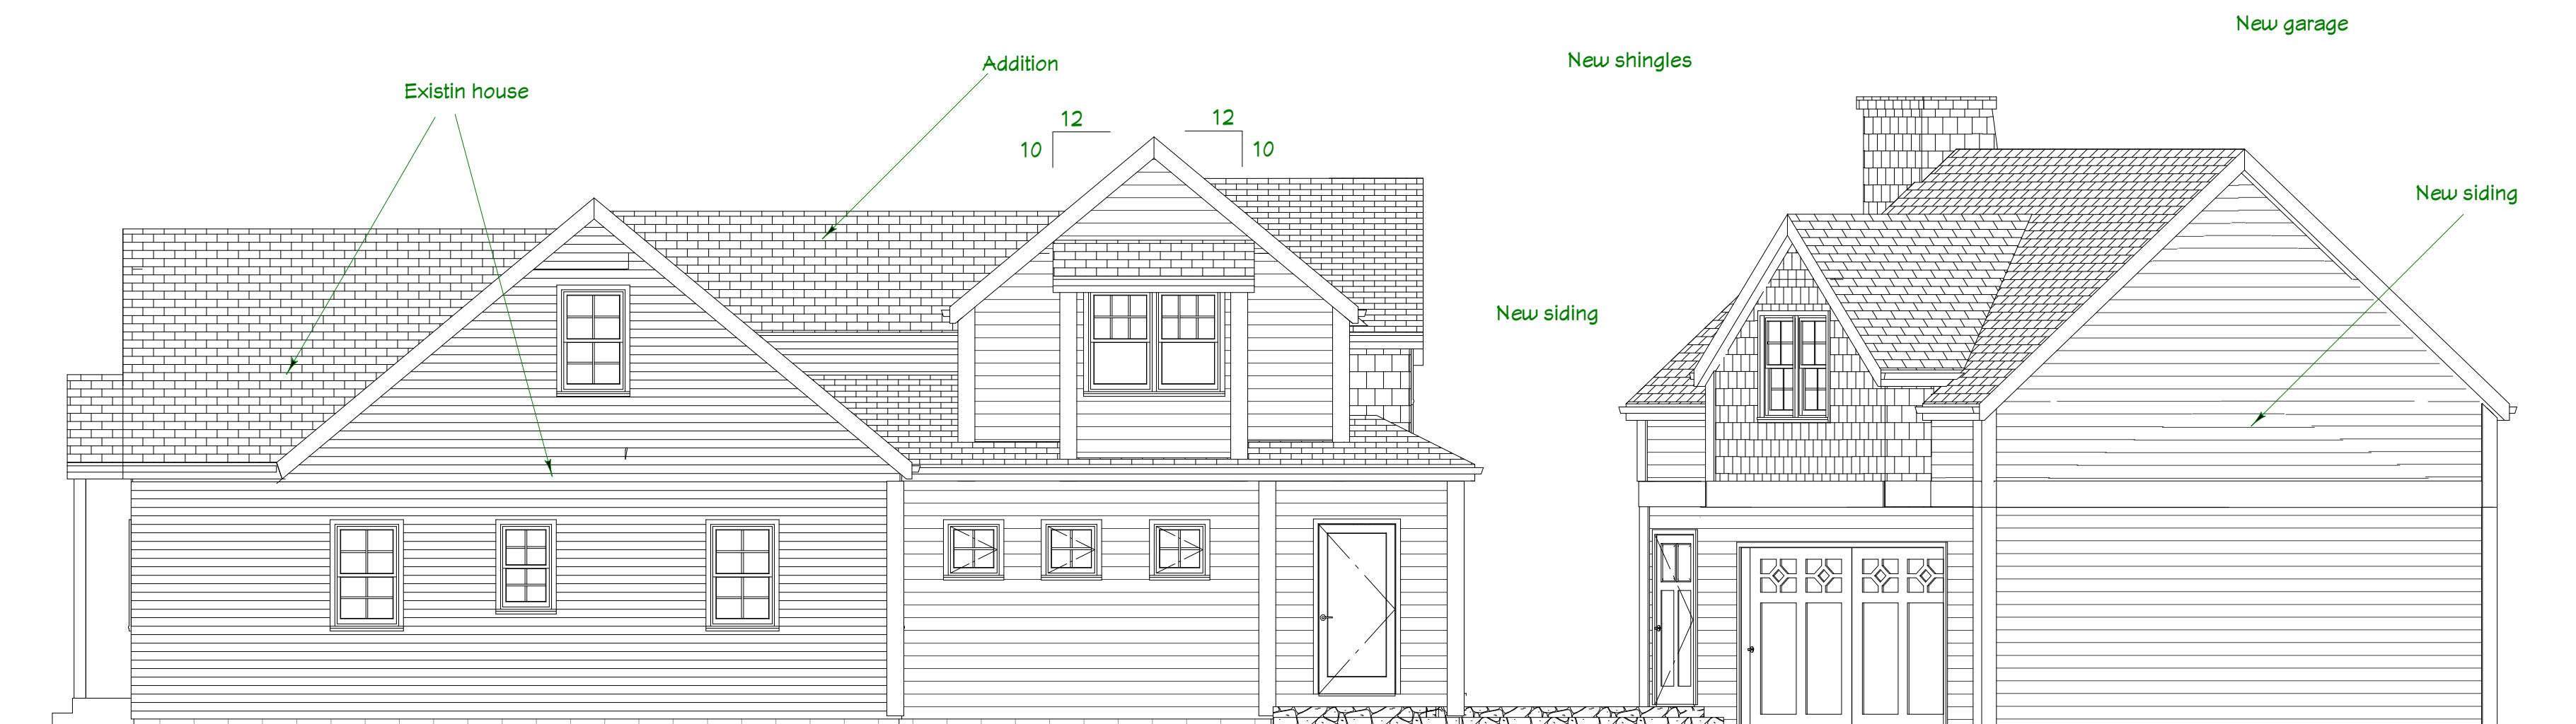 New garage
New shingles
Addition
Existin house
12
12
10
10
New siding
New siding